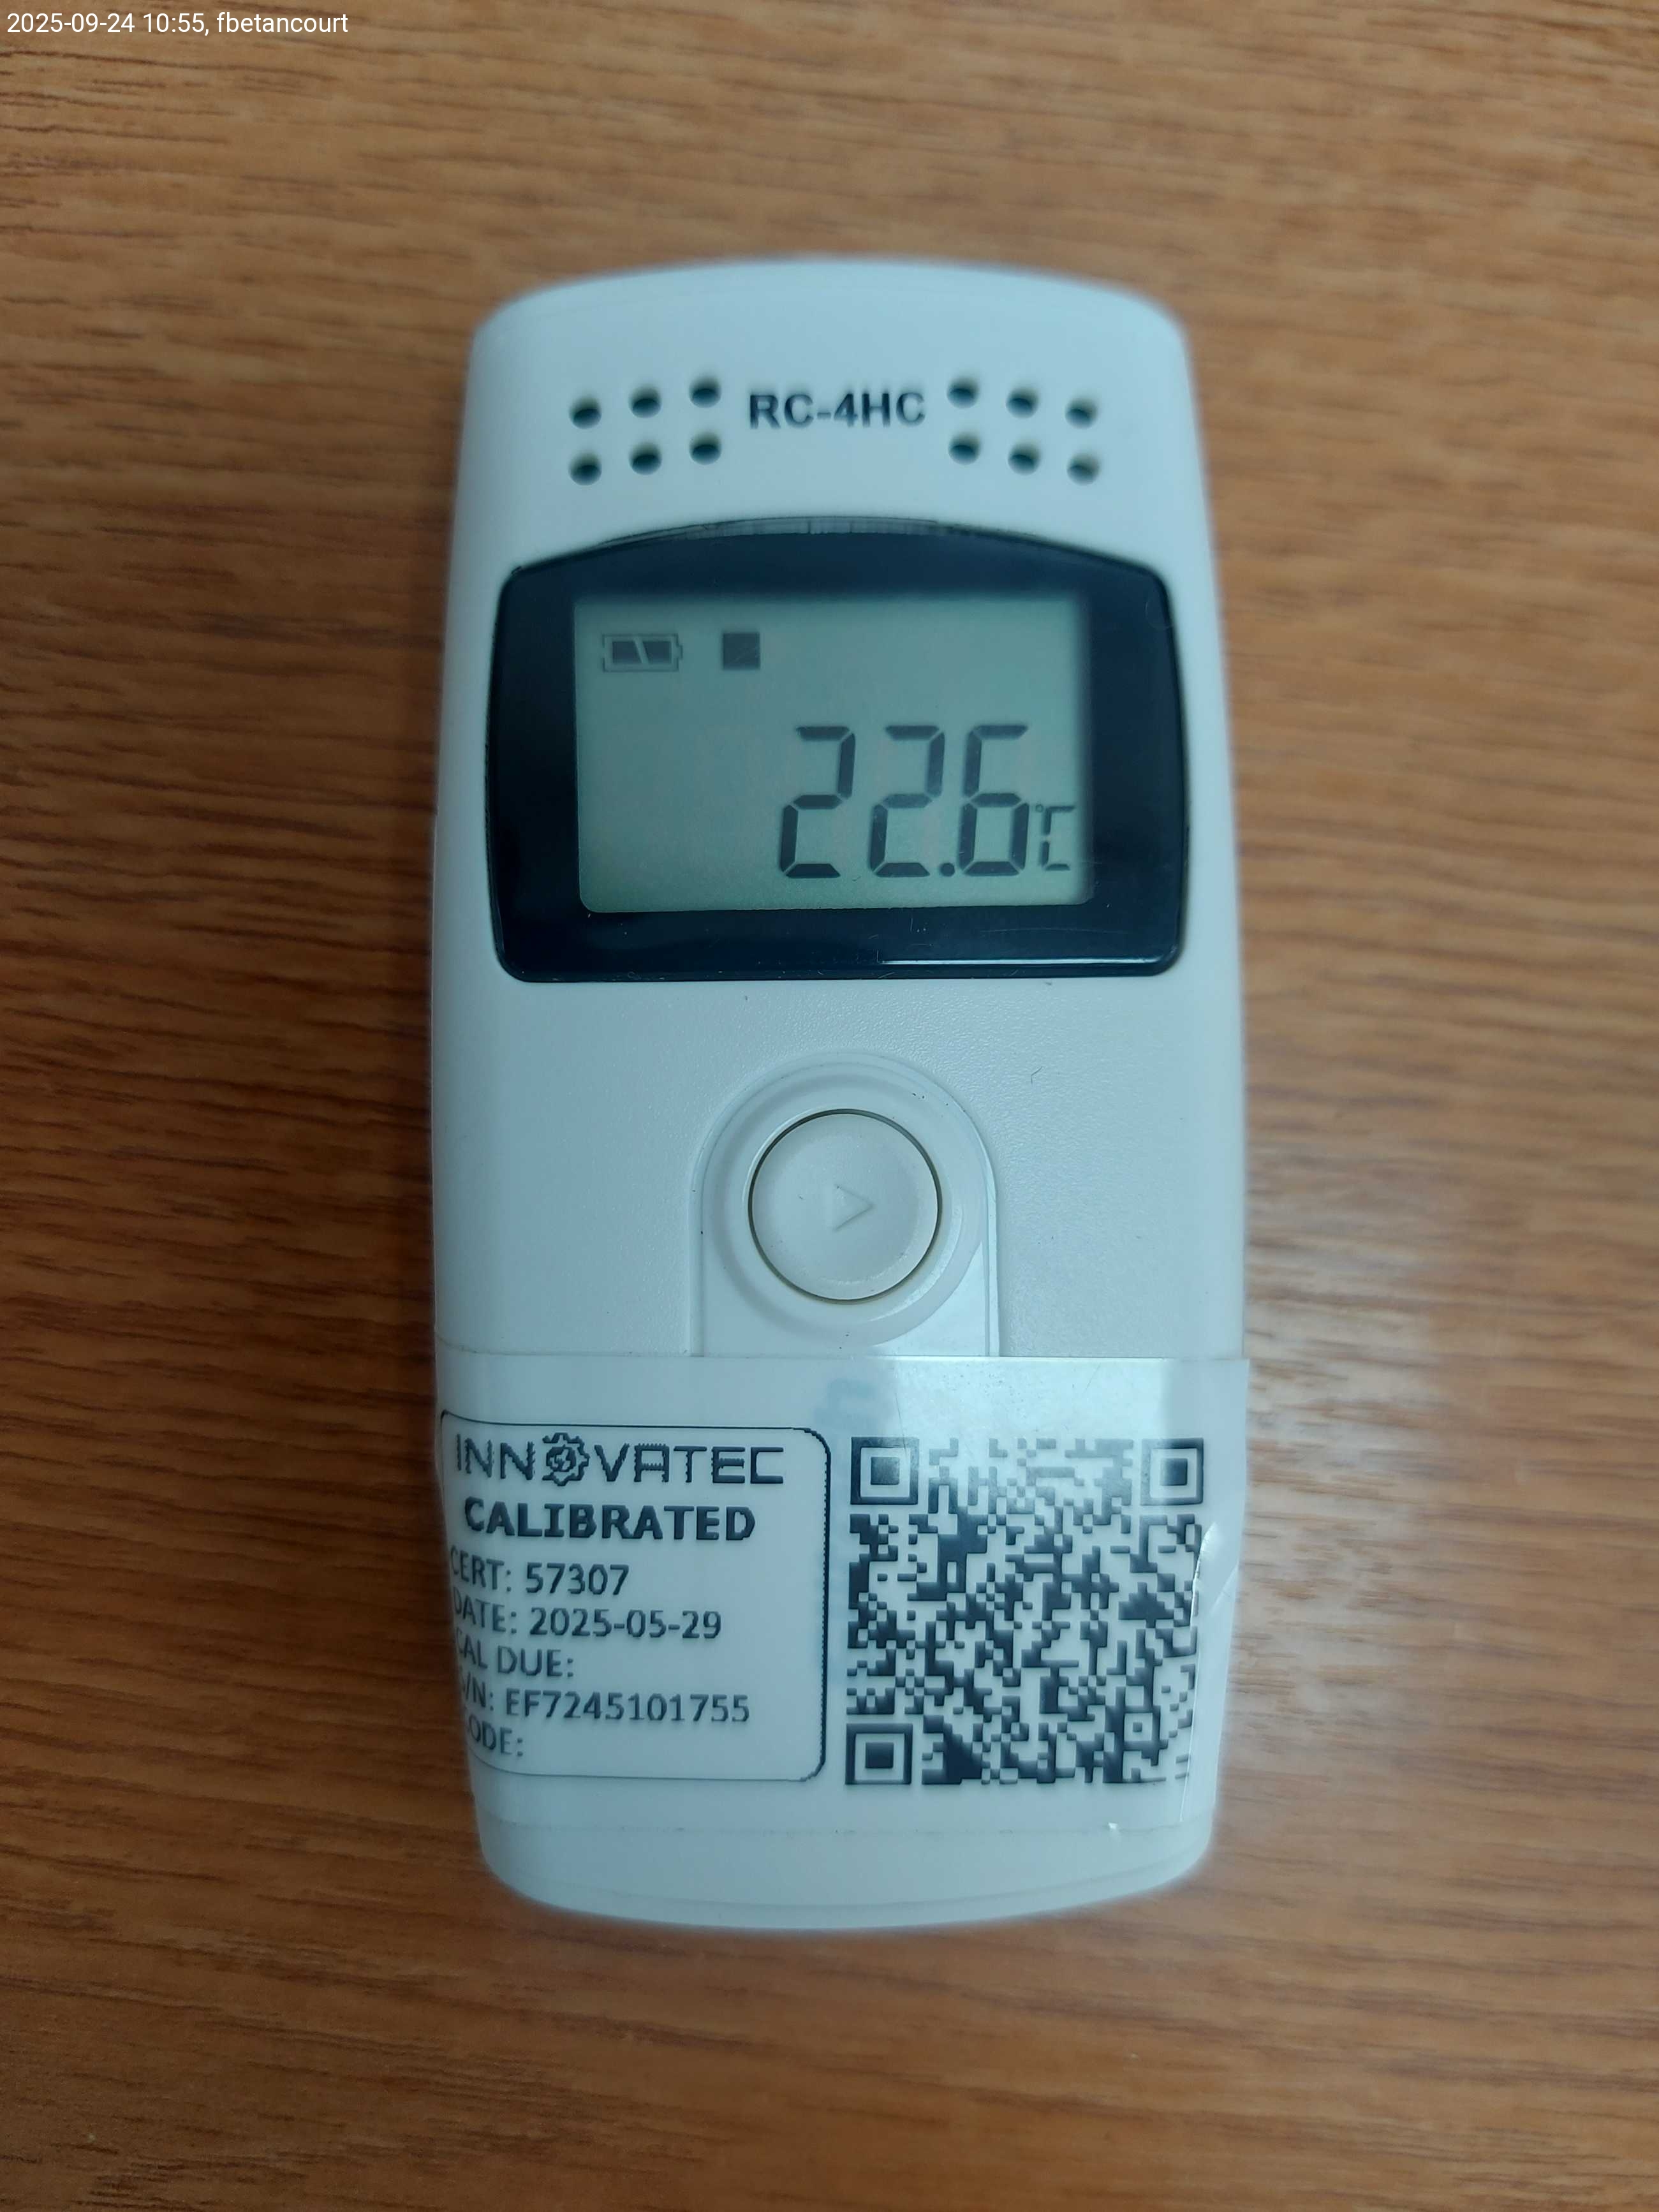 2025-09-24 10:55, fbetancourt
RC-4HC
22.6°C
INNOVATEC
CALIBRATED
CERT: 57307
DATE: 2025-05-29
CAL DUE:
S/N: EF7245101755
CODE: